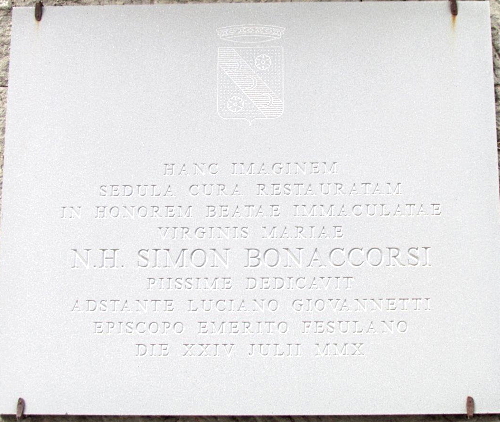 HANC IMAGINEM
SEDULA CURA RESTAURATAM
IN HONOREM BEATAE IMMACULATAE
VIRGINIS MARIAE
N.H. SIMON BONACCORSI
PIISSIME DEDICAVIT
ADSTANTE LUCIANO GIOVANNETTI
EPISCOPO EMERITO FESULANO
DIE XXIV JULII MMX